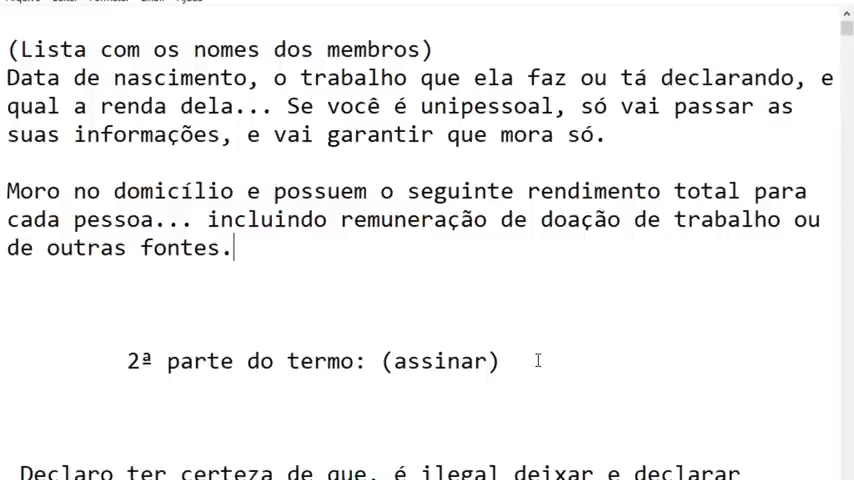 (Lista com os nomes dos membros)
Data de nascimento, o trabalho que ela faz ou tá declarando, e
qual a renda dela... Se você é unipessoal, só vai passar as
suas informações, e vai garantir que mora só.
Moro no domicílio e possuem o seguinte rendimento total para
cada pessoa... incluindo remuneração de doação de trabalho ou
de outras fontes.
2ª parte do termo: (assinar)
Declaro ter certeza de que, é ilegal deixar e declarar